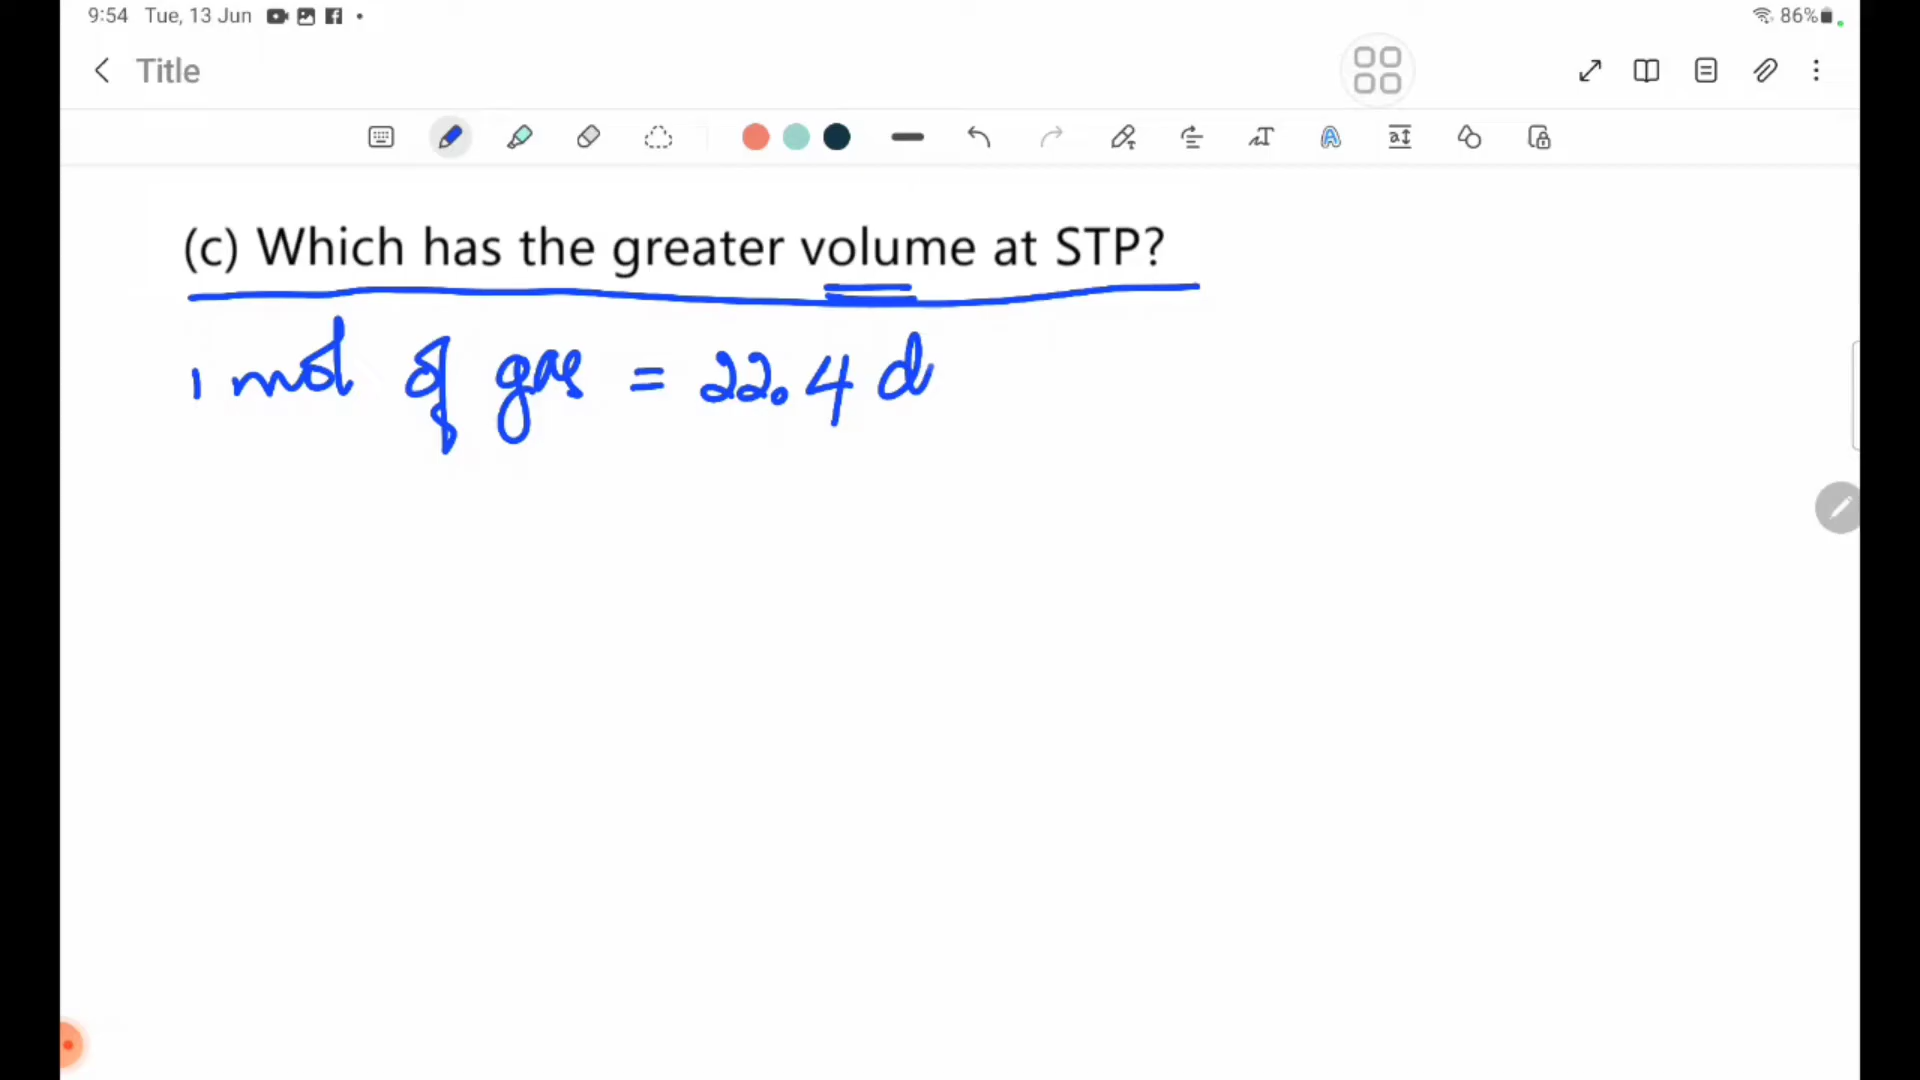 9:54 Tue, 13 Jun 86%
Title
(c) Which has the greater volume at STP?
1 mol of gas = 22.4 d